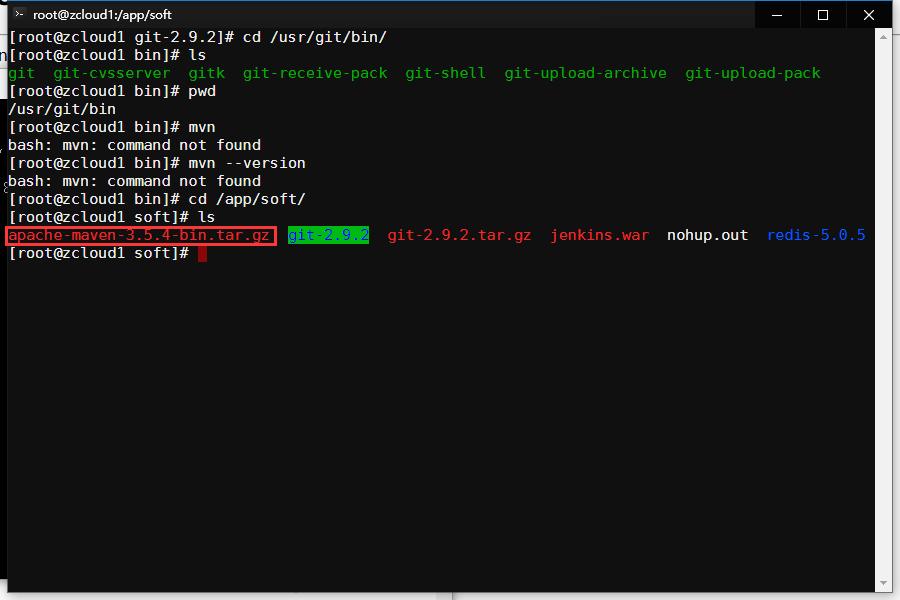 root@zcloud1:/app/soft
[root@zcloud1 git-2.9.2]# cd /usr/git/bin/
[root@zcloud1 bin]# ls
git  git-cvsserver  gitk  git-receive-pack  git-shell  git-upload-archive  git-upload-pack
[root@zcloud1 bin]# pwd
/usr/git/bin
[root@zcloud1 bin]# mvn
bash: mvn: command not found
[root@zcloud1 bin]# mvn --version
bash: mvn: command not found
[root@zcloud1 bin]# cd /app/soft/
[root@zcloud1 soft]# ls
apache-maven-3.5.4-bin.tar.gz  git-2.9.2  git-2.9.2.tar.gz  jenkins.war  nohup.out  redis-5.0.5
[root@zcloud1 soft]#